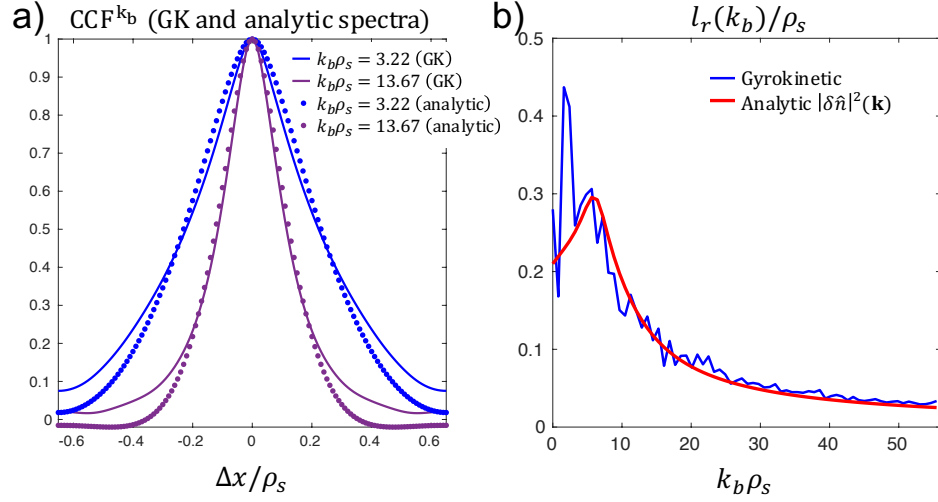 a)
CCF^{k_b} (GK and analytic spectra)
1
0.9
0.8
0.7
0.6
0.5
0.4
0.3
0.2
0.1
0
-0.6
-0.4
-0.2
0
0.2
0.4
0.6
k_bρ_s = 3.22 (GK)
k_bρ_s = 13.67 (GK)
k_bρ_s = 3.22 (analytic)
k_bρ_s = 13.67 (analytic)
Δx/ρ_s
b)
l_r(k_b)/ρ_s
0.5
0.4
0.3
0.2
0.1
0
0
10
20
30
40
50
Gyrokinetic
Analytic |δn̂|²(𝐤)
k_bρ_s